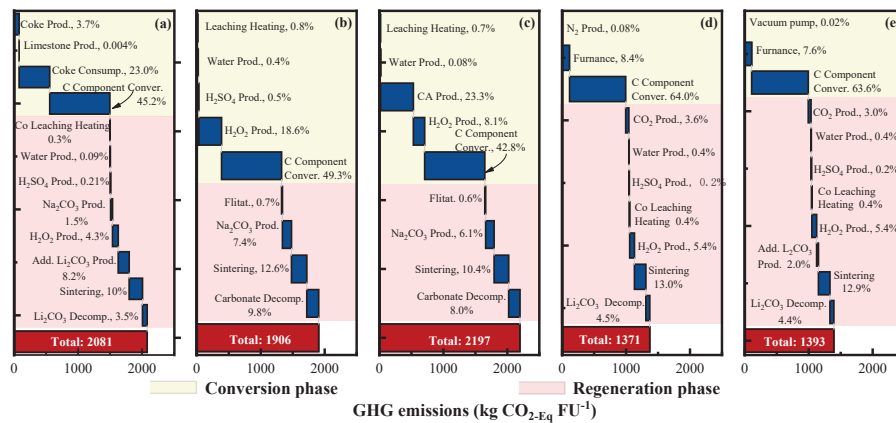 (a)
Coke Prod., 3.7%
Limestone Prod., 0.004%
Coke Consump., 23.0%
C Component
Conver.
45.2%
Co Leaching Heating
0.3%
Water Prod., 0.09%
H₂SO₄ Prod., 0.21%
Na₂CO₃ Prod.
1.5%
H₂O₂ Prod., 4.3%
Add. Li₂CO₃ Prod.
8.2%
Sintering, 10%
Li₂CO₃ Decomp., 3.5%
Total: 2081
0 1000 2000
(b)
Leaching Heating, 0.8%
Water Prod., 0.4%
H₂SO₄ Prod., 0.5%
H₂O₂ Prod., 18.6%
C Component
Conver. 49.3%
Flitat., 0.7%
Na₂CO₃ Prod.
7.4%
Sintering, 12.6%
Carbonate Decomp.
9.8%
Total: 1906
0 1000 2000
(c)
Leaching Heating, 0.7%
Water Prod., 0.08%
CA Prod., 23.3%
H₂O₂ Prod., 8.1%
C Component
Conver., 42.8%
Flitat. 0.6%
Na₂CO₃ Prod., 6.1%
Sintering, 10.4%
Carbonate Decomp.
8.0%
Total: 2197
0 1000 2000
(d)
N₂ Prod., 0.08%
Furnance, 8.4%
C Component
Conver. 64.0%
CO₂ Prod., 3.6%
Water Prod., 0.4%
H₂SO₄ Prod., 0.2%
Co Leaching
Heating 0.4%
H₂O₂ Prod., 5.4%
Sintering
13.0%
Li₂CO₃ Decomp.
4.5%
Total: 1371
0 1000 2000
(e)
Vacuum pump, 0.02%
Furnance, 7.6%
C Component
Conver. 63.6%
CO₂ Prod., 3.0%
Water Prod., 0.4%
H₂SO₄ Prod., 0.2%
Co Leaching
Heating 0.4%
H₂O₂ Prod., 5.4%
Add. L₂CO₃
Prod. 2.0%
Sintering
12.9%
Li₂CO₃ Decomp.
4.4%
Total: 1393
0 1000 2000
Conversion phase
Regeneration phase
GHG emissions (kg CO₂₋Eq FU⁻¹)